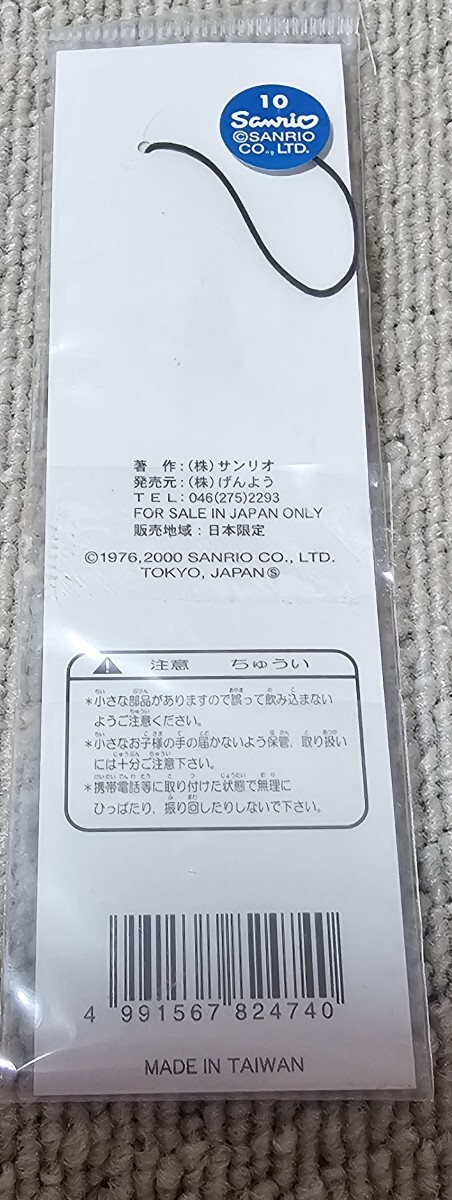 10
Sanrio
©SANRIO
CO., LTD.
著 作:(株)サンリオ
発売元:(株)げんよう
TEL:046(275)2293
FOR SALE IN JAPAN ONLY
販売地域:日本限定
©1976,2000 SANRIO CO., LTD.
TOKYO, JAPAN Ⓢ
注意 ちゅうい
*小さな部品がありますので誤って飲み込まない
ようご注意ください。
*小さなお子様の手の届かないよう保管、取り扱い
には十分ご注意下さい。
*携帯電話等に取り付けた状態で無理に
ひっぱたり、振り回したりしないで下さい。
4 991567 824740
MADE IN TAIWAN